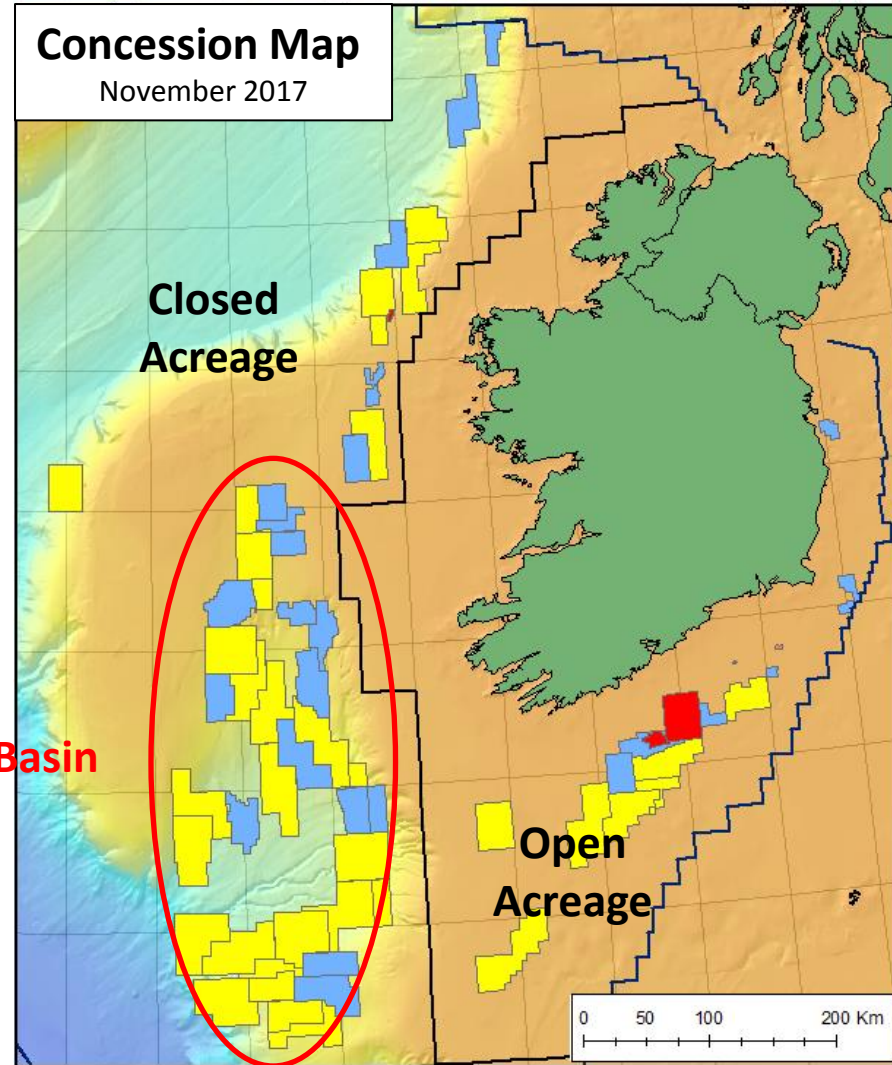 Concession Map
November 2017
Closed
Acreage
Basin
Open
Acreage
0 50 100 200 Km